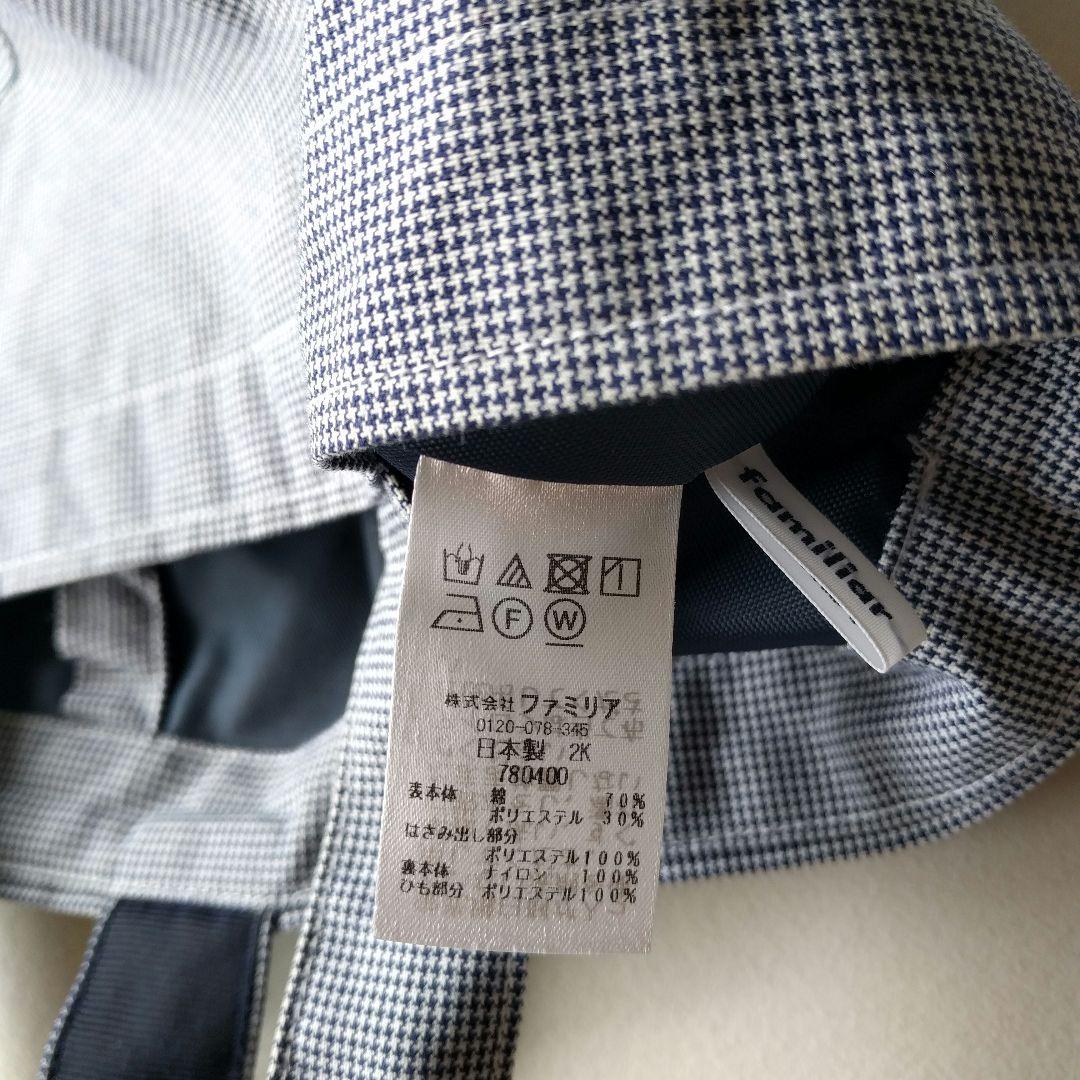 familiar
F W
株式会社 ファミリア
0120-078-345
日本製 2K
780400
表本体 綿 70%
ポリエステル 30%
はさみ出し部分
ポリエステル100%
裏本体 ナイロン 100%
ひも部分 ポリエステル100%